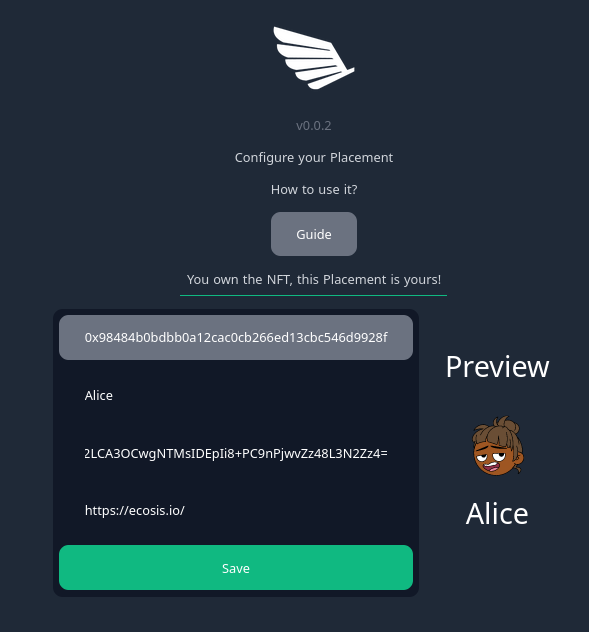 v0.0.2
Configure your Placement
How to use it?
Guide
You own the NFT, this Placement is yours!
0x98484b0bdbb0a12cac0cb266ed13cbc546d9928f
Alice
2LCA3OCwgNTMsIDEpIi8+PC9nPjwvZz48L3N2Zz4=
https://ecosis.io/
Save
Preview
Alice